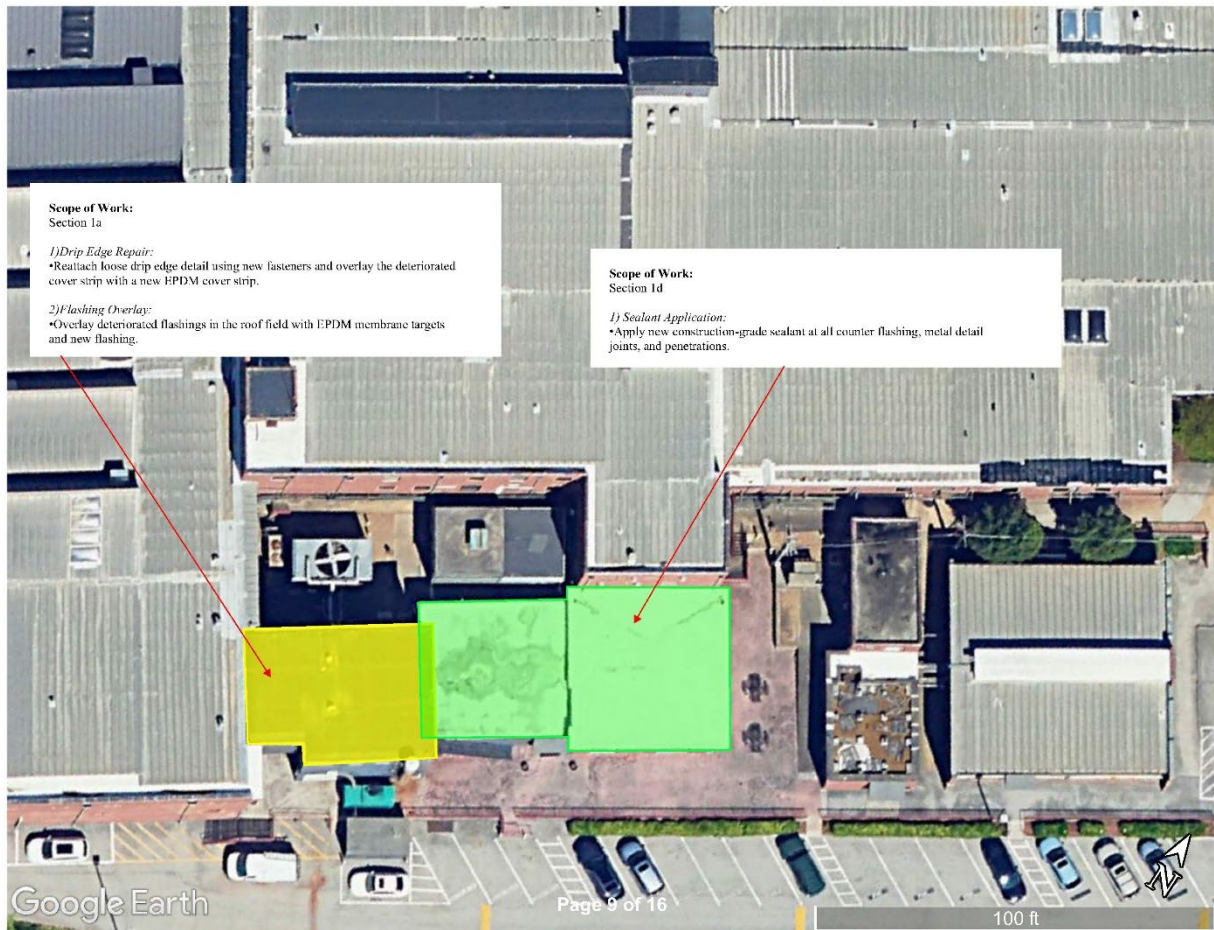 Scope of Work:
Section 1a
1)Drip Edge Repair:
•Reattach loose drip edge detail using new fasteners and overlay the deteriorated
cover strip with a new EPDM cover strip.
2)Flashing Overlay:
•Overlay deteriorated flashings in the roof field with EPDM membrane targets
and new flashing.
Scope of Work:
Section 1d
1) Sealant Application:
•Apply new construction-grade sealant at all counter flashing, metal detail
joints, and penetrations.
Google Earth
Page 9 of 16
N
100 ft